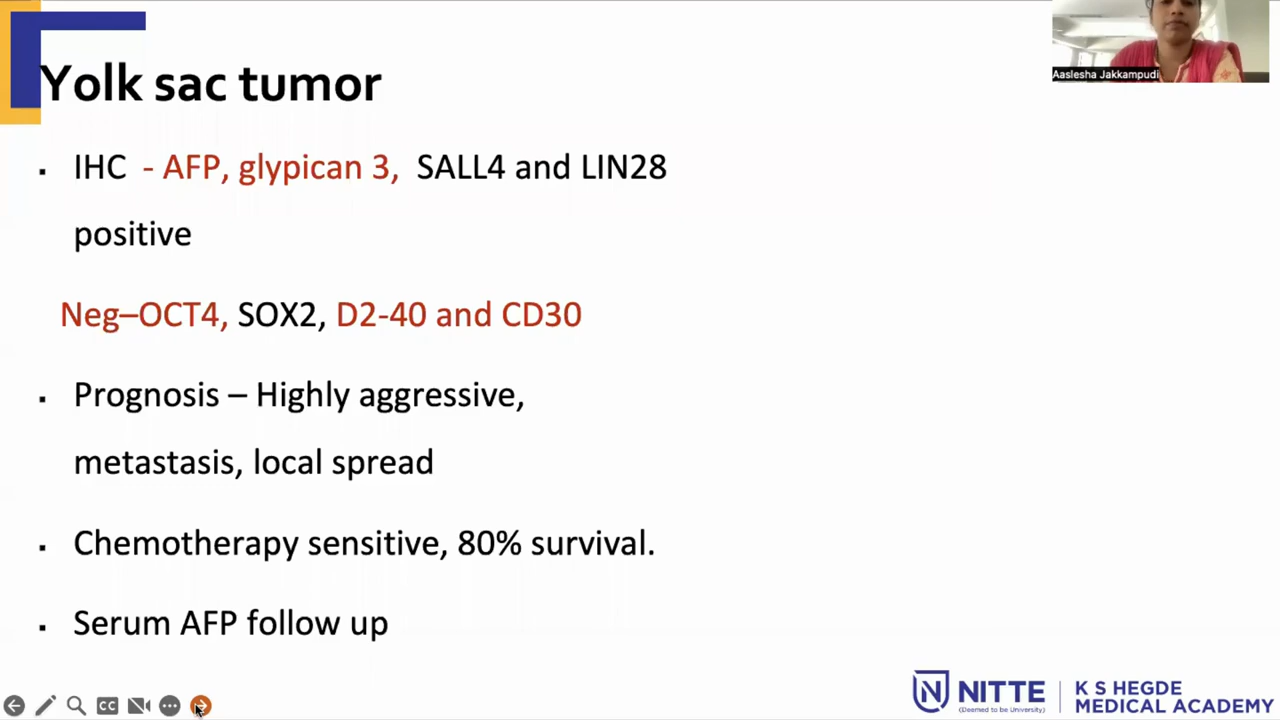 Yolk sac tumor
Aaslesha Jakkampudi
▪ IHC - AFP, glypican 3, SALL4 and LIN28
positive
Neg–OCT4, SOX2, D2-40 and CD30
▪ Prognosis – Highly aggressive,
metastasis, local spread
▪ Chemotherapy sensitive, 80% survival.
▪ Serum AFP follow up
CC
N NITTE
(Deemed to be University)
K S HEGDE
MEDICAL ACADEMY